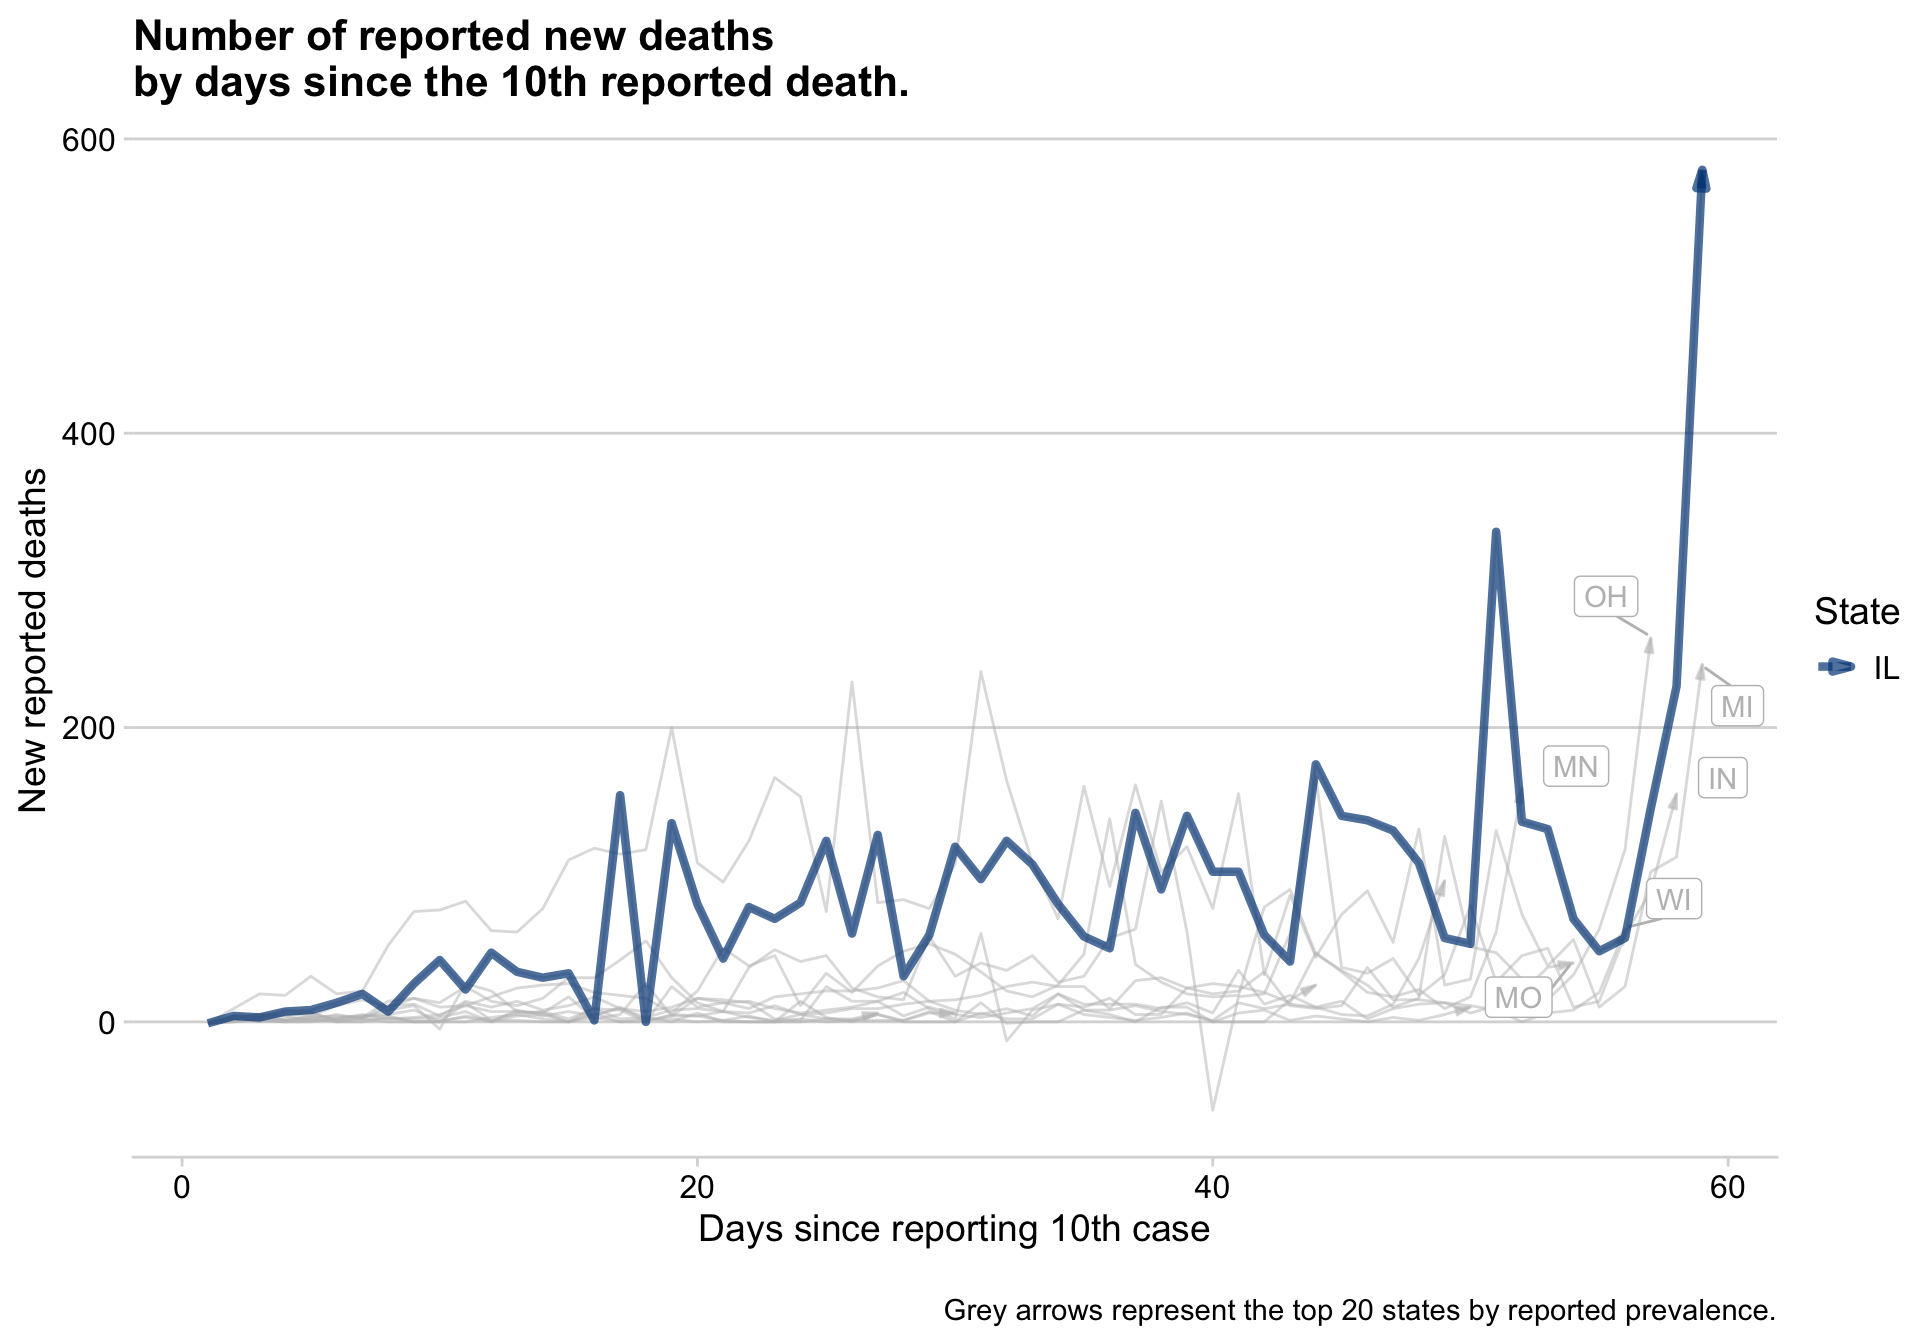 Number of reported new deaths
by days since the 10th reported death.
600
400
200
0
New reported deaths
OH
MI
MN
IN
WI
MO
State
IL
0 20 40 60
Days since reporting 10th case
Grey arrows represent the top 20 states by reported prevalence.